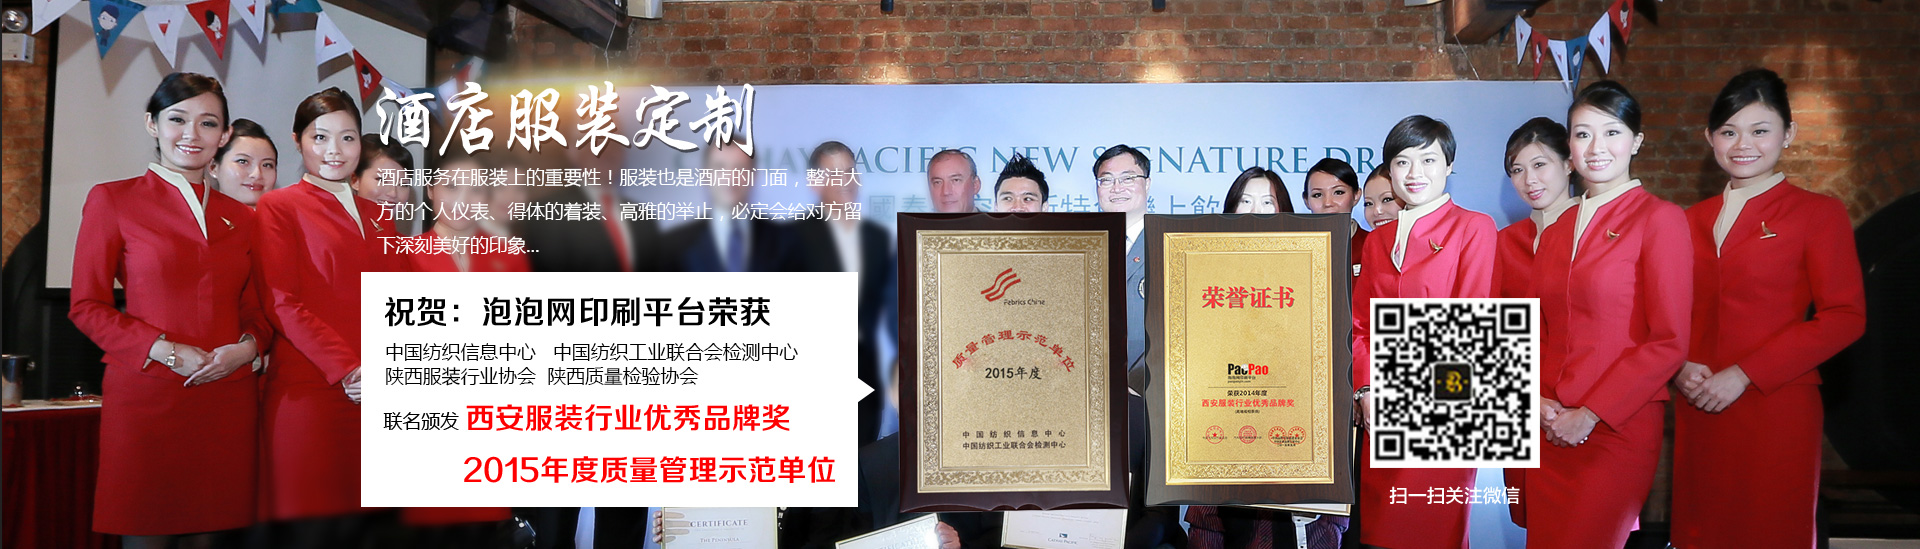 酒店服装定制
PACIFIC NEW SIGNATURE DR
酒店服务在服装上的重要性！服装也是酒店的门面，整洁大
方的个人仪表、得体的着装、高雅的举止，必定会给对方留
下深刻美好的印象...
祝贺：泡泡网印刷平台荣获
中国纺织信息中心 中国纺织工业联合会检测中心
陕西服装行业协会 陕西质量检验协会
联名颁发 西安服装行业优秀品牌奖
2015年度质量管理示范单位
Febrics China
质量管理示范单位
2015年度
中国纺织信息中心
中国纺织工业联合会检测中心
荣誉证书
PaoPao
荣获2014年度
西安服装行业优秀品牌奖
扫一扫关注微信
CERTIFICATE
THE PENINSULA
CATHAY PACIFIC